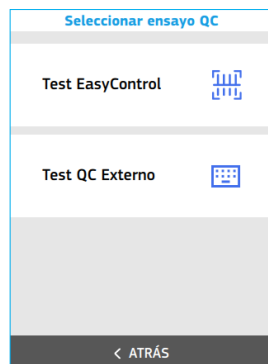 Seleccionar ensayo QC
Test EasyControl
Test QC Externo
< ATRÁS